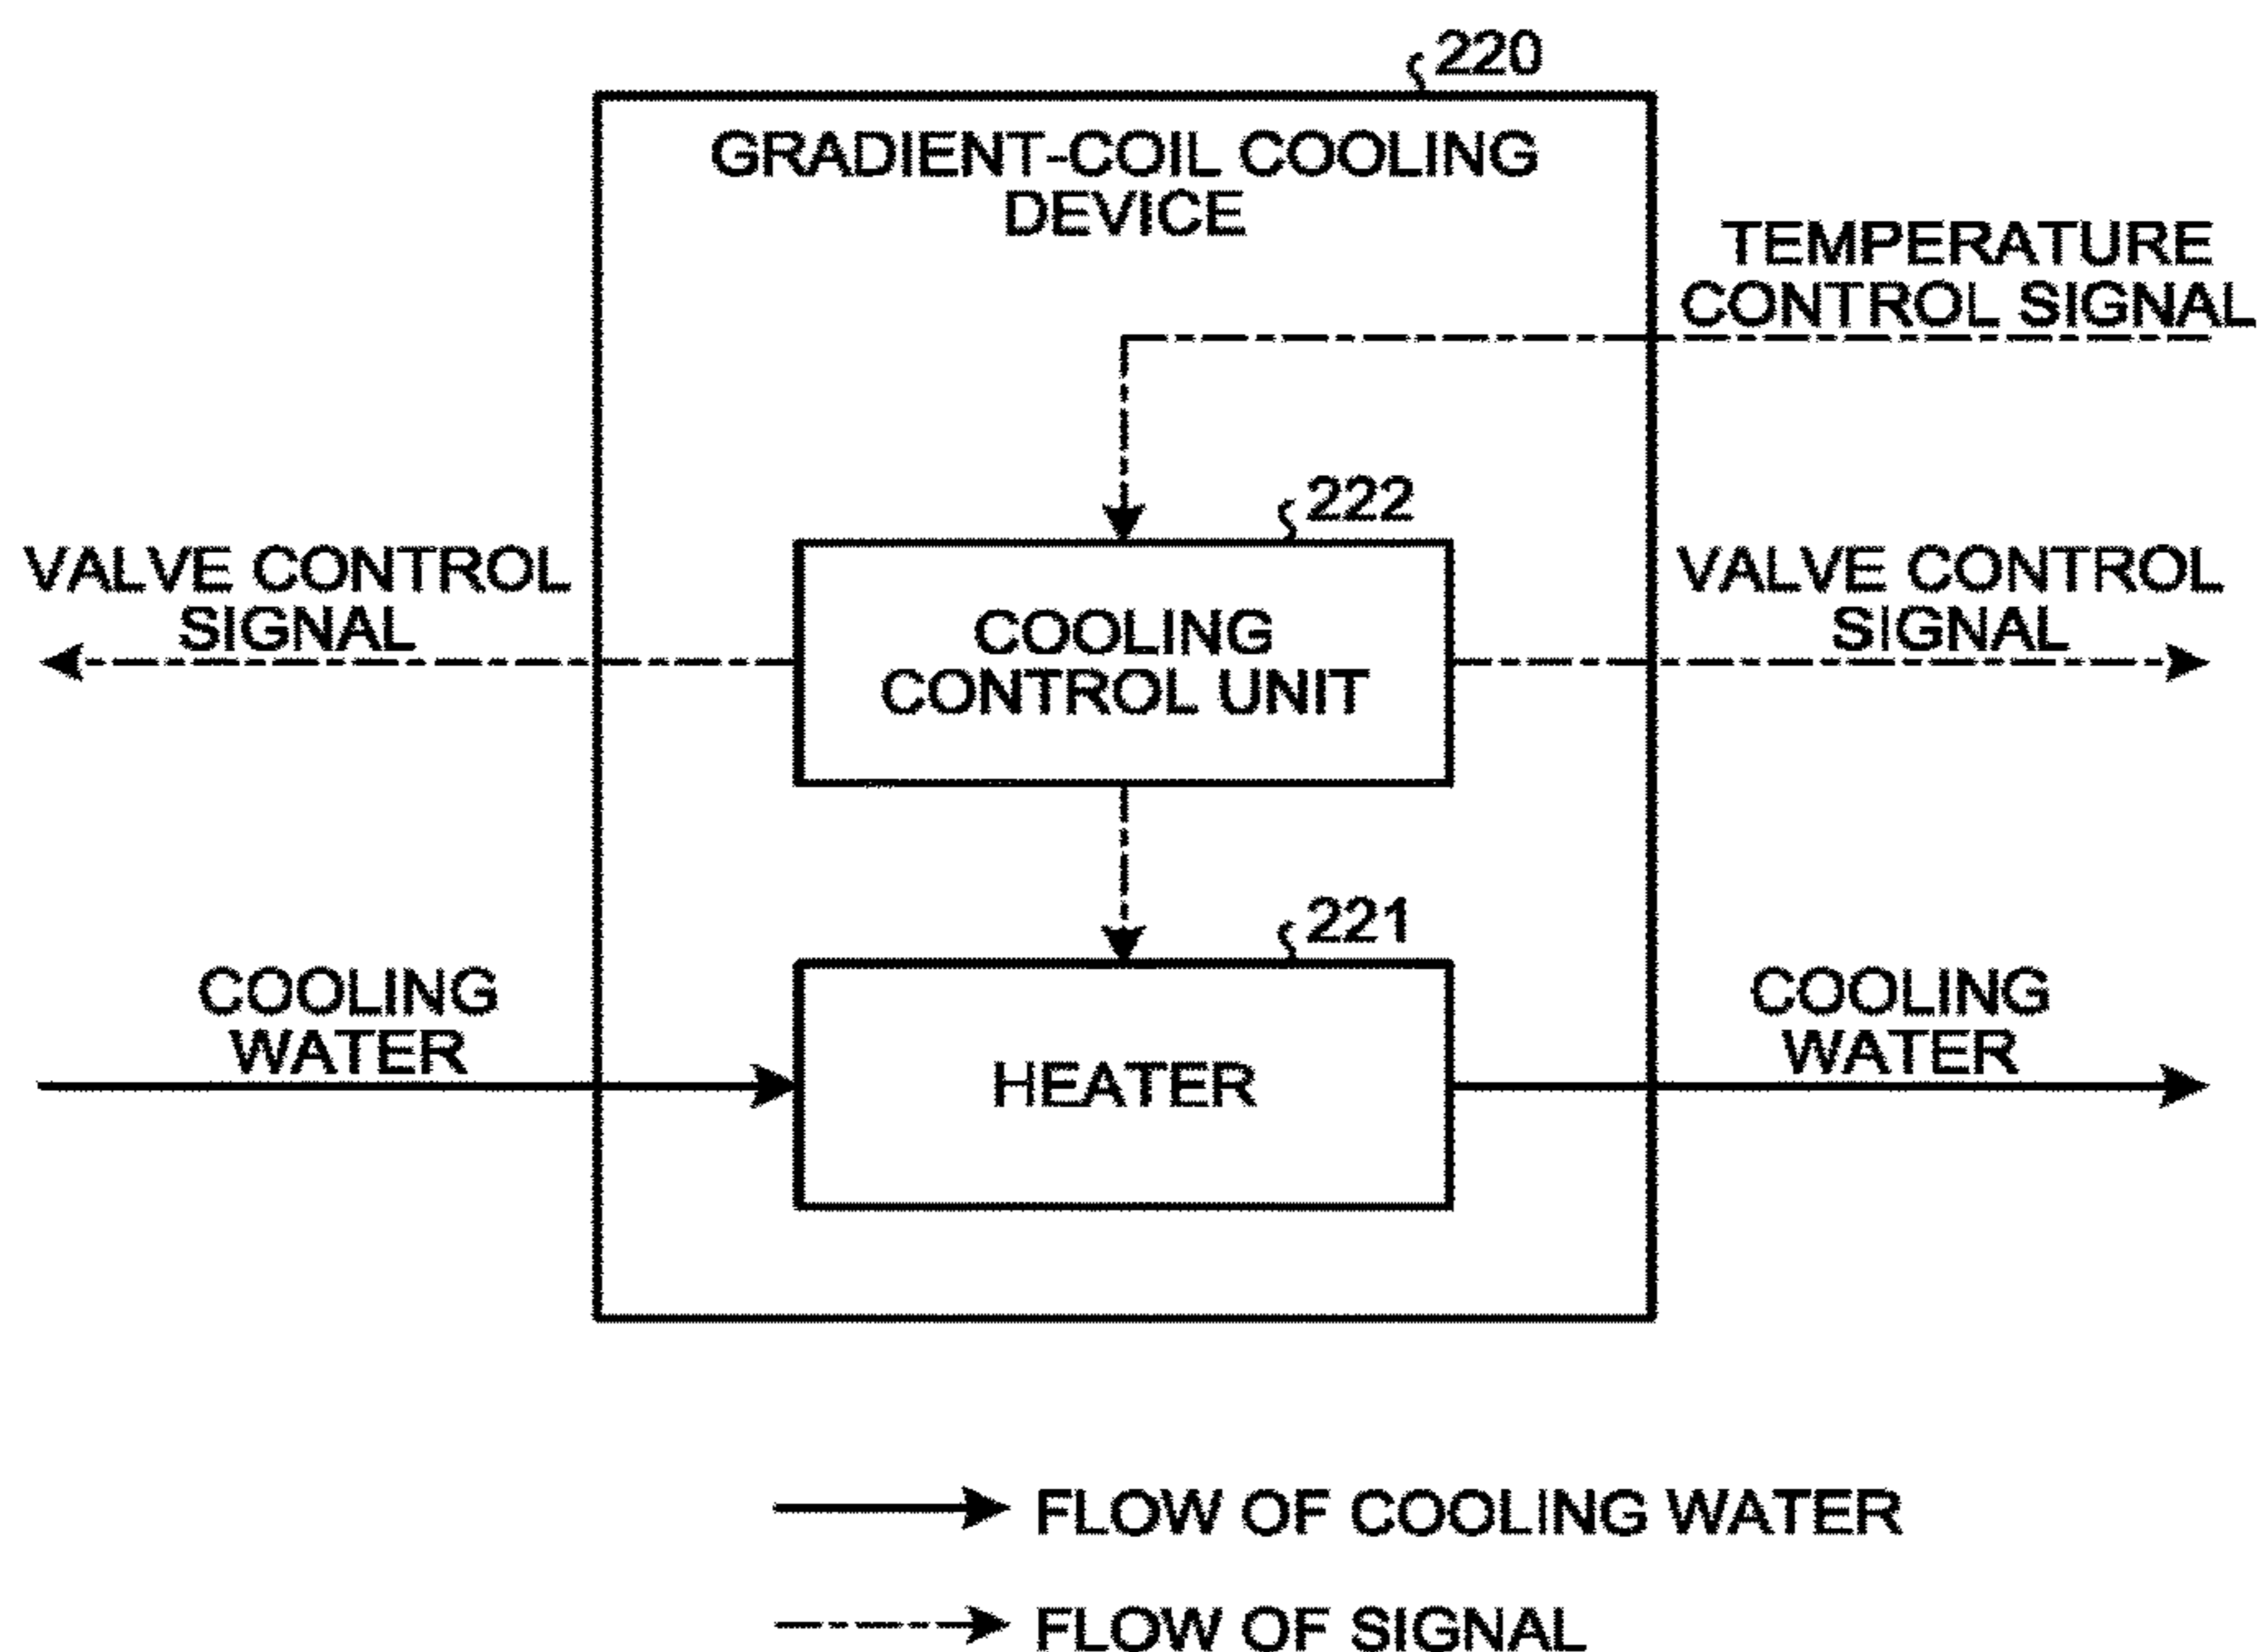 220
GRADIENT-COIL COOLING
DEVICE
TEMPERATURE
CONTROL SIGNAL
222
VALVE CONTROL
SIGNAL
COOLING
CONTROL UNIT
VALVE CONTROL
SIGNAL
221
COOLING
WATER
HEATER
COOLING
WATER
FLOW OF COOLING WATER
FLOW OF SIGNAL